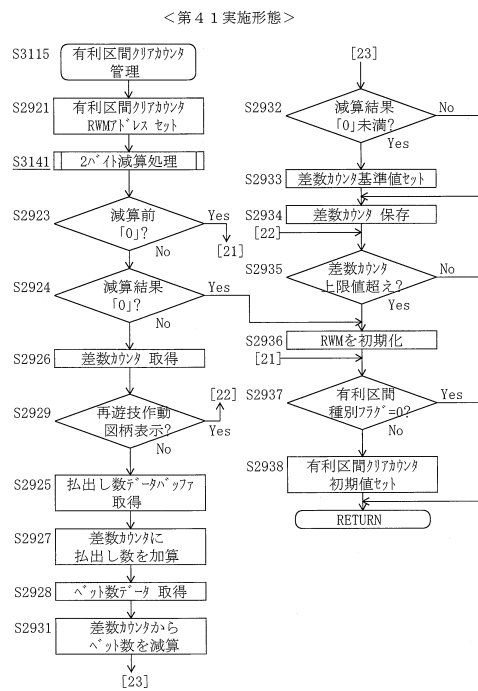 <第４１実施形態>
S3115
有利区間クリアカウンタ
管理
S2921
有利区間クリアカウンタ
RWMアドレス セット
S3141
2バイト減算処理
S2923
減算前
「0」?
Yes
[21]
No
S2924
減算結果
「0」?
Yes
No
S2926
差数カウンタ 取得
S2929
再遊技作動
図柄表示?
[22]
Yes
No
S2925
払出し数データバッファ
取得
S2927
差数カウンタに
払出し数を加算
S2928
ベット数データ 取得
S2931
差数カウンタから
ベット数を減算
[23]
[23]
S2932
減算結果
「0」未満?
No
Yes
S2933
差数カウンタ基準値セット
S2934
差数カウンタ 保存
[22]
S2935
差数カウンタ
上限値超え?
No
Yes
S2936
RWMを初期化
[21]
S2937
有利区間
種別フラグ=0?
Yes
No
S2938
有利区間クリアカウンタ
初期値セット
RETURN